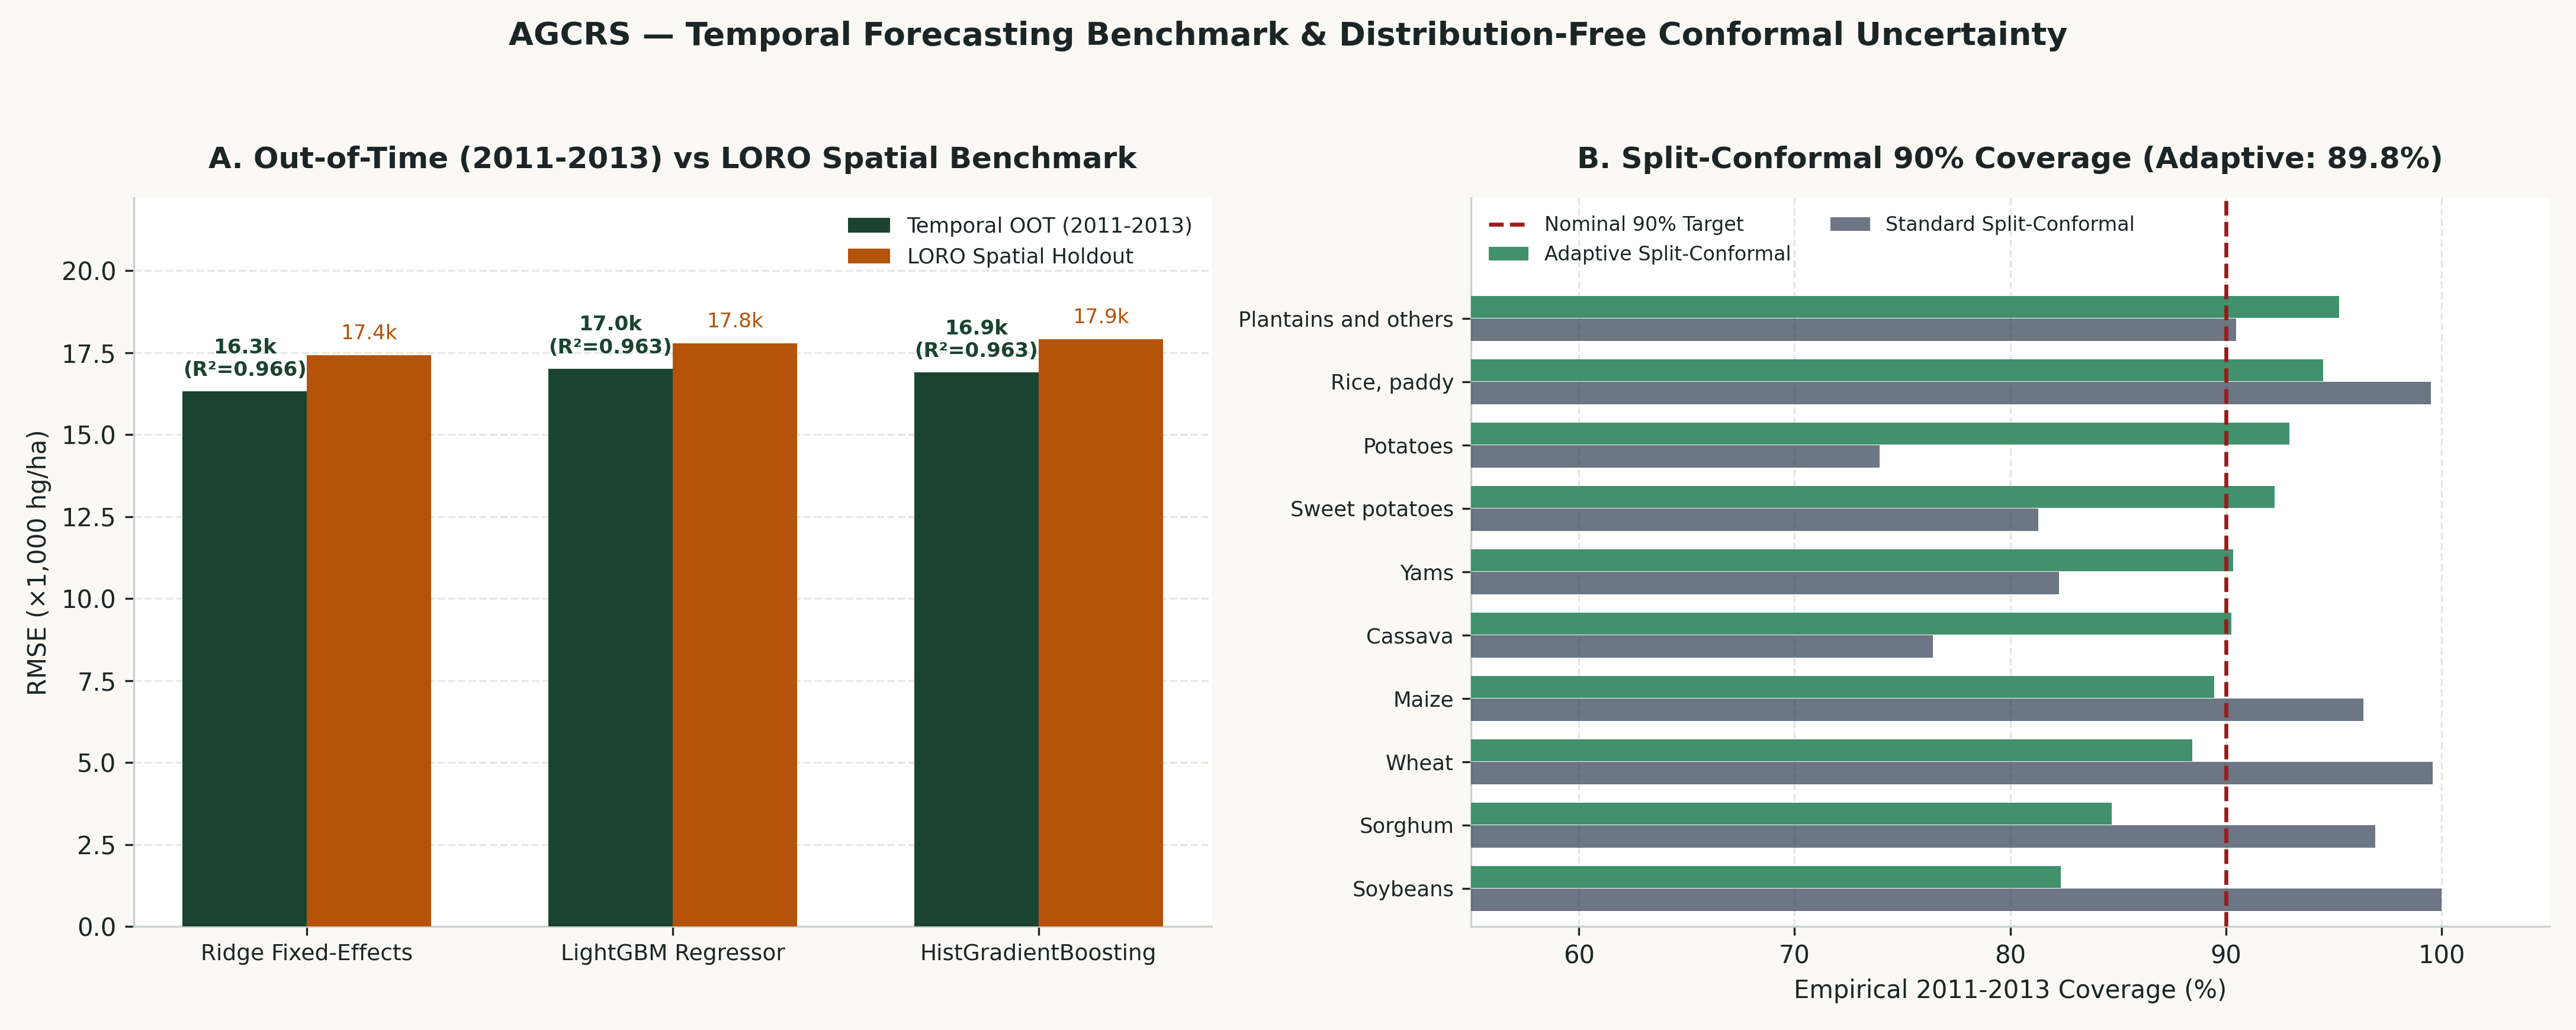 AGCRS — Temporal Forecasting Benchmark & Distribution-Free Conformal Uncertainty
A. Out-of-Time (2011-2013) vs LORO Spatial Benchmark
Temporal OOT (2011-2013)
LORO Spatial Holdout
RMSE (×1,000 hg/ha)
20.0
17.5
15.0
12.5
10.0
7.5
5.0
2.5
0.0
16.3k
(R²=0.966)
17.4k
17.0k
(R²=0.963)
17.8k
16.9k
(R²=0.963)
17.9k
Ridge Fixed-Effects
LightGBM Regressor
HistGradientBoosting
B. Split-Conformal 90% Coverage (Adaptive: 89.8%)
Nominal 90% Target
Adaptive Split-Conformal
Standard Split-Conformal
Plantains and others
Rice, paddy
Potatoes
Sweet potatoes
Yams
Cassava
Maize
Wheat
Sorghum
Soybeans
60
70
80
90
100
Empirical 2011-2013 Coverage (%)